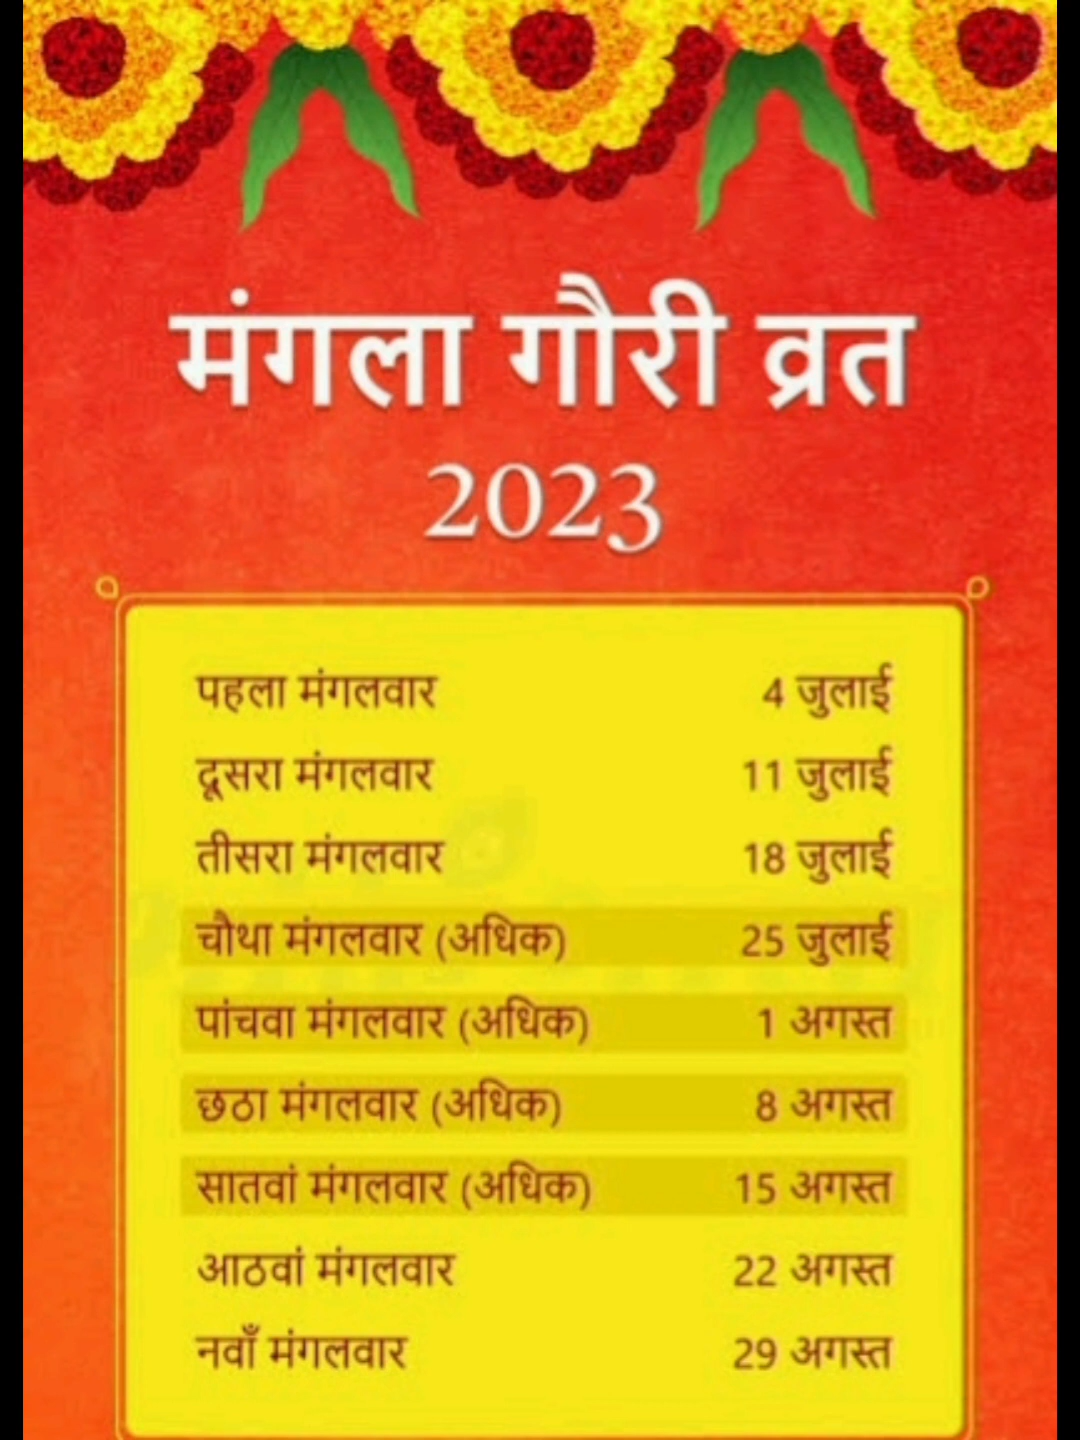 मंगला गौरी व्रत
2023
पहला मंगलवार 4 जुलाई
दूसरा मंगलवार 11 जुलाई
तीसरा मंगलवार 18 जुलाई
चौथा मंगलवार (अधिक) 25 जुलाई
पांचवा मंगलवार (अधिक) 1 अगस्त
छठा मंगलवार (अधिक) 8 अगस्त
सातवां मंगलवार (अधिक) 15 अगस्त
आठवां मंगलवार 22 अगस्त
नवाँ मंगलवार 29 अगस्त